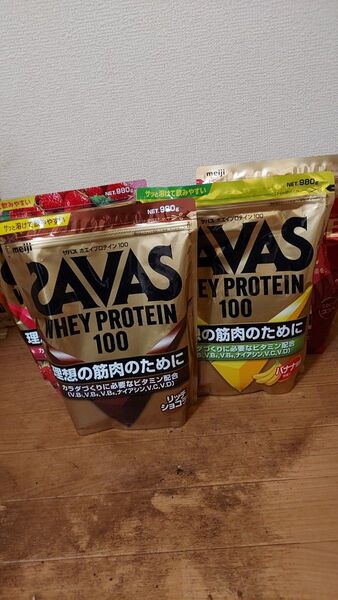 NET.980g
サッと溶けて飲みやすい
NET.980g
meiji
サッと溶けて飲みやすい
NET.980g
meiji
ザバス ホエイプロテイン100
SAVAS
WHEY PROTEIN
100
理想の筋肉のために
カラダづくりに必要なビタミン配合
(V.B₁,V.B₂,V.B₆,ナイアシン,V.C,V.D)
リッチ
ショコラ
ザバス ホエイプロテイン100
AVAS
EY PROTEIN
100
想の筋肉のために
ダづくりに必要なビタミン配合
V.B₂,V.B₆,ナイアシン,V.C,V.D)
バナナ